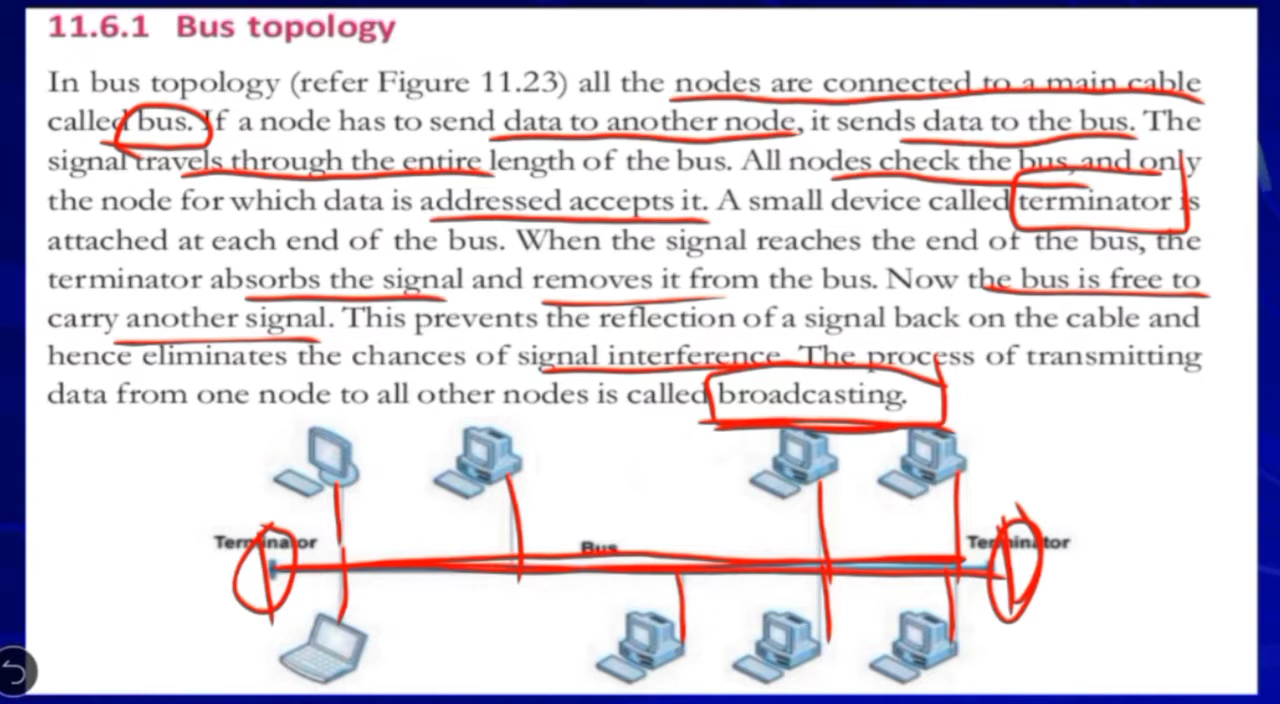 11.6.1 Bus topology
In bus topology (refer Figure 11.23) all the nodes are connected to a main cable
called bus. If a node has to send data to another node, it sends data to the bus. The
signal travels through the entire length of the bus. All nodes check the bus, and only
the node for which data is addressed accepts it. A small device called terminator is
attached at each end of the bus. When the signal reaches the end of the bus, the
terminator absorbs the signal and removes it from the bus. Now the bus is free to
carry another signal. This prevents the reflection of a signal back on the cable and
hence eliminates the chances of signal interference. The process of transmitting
data from one node to all other nodes is called broadcasting.
Terminator
Bus
Terminator